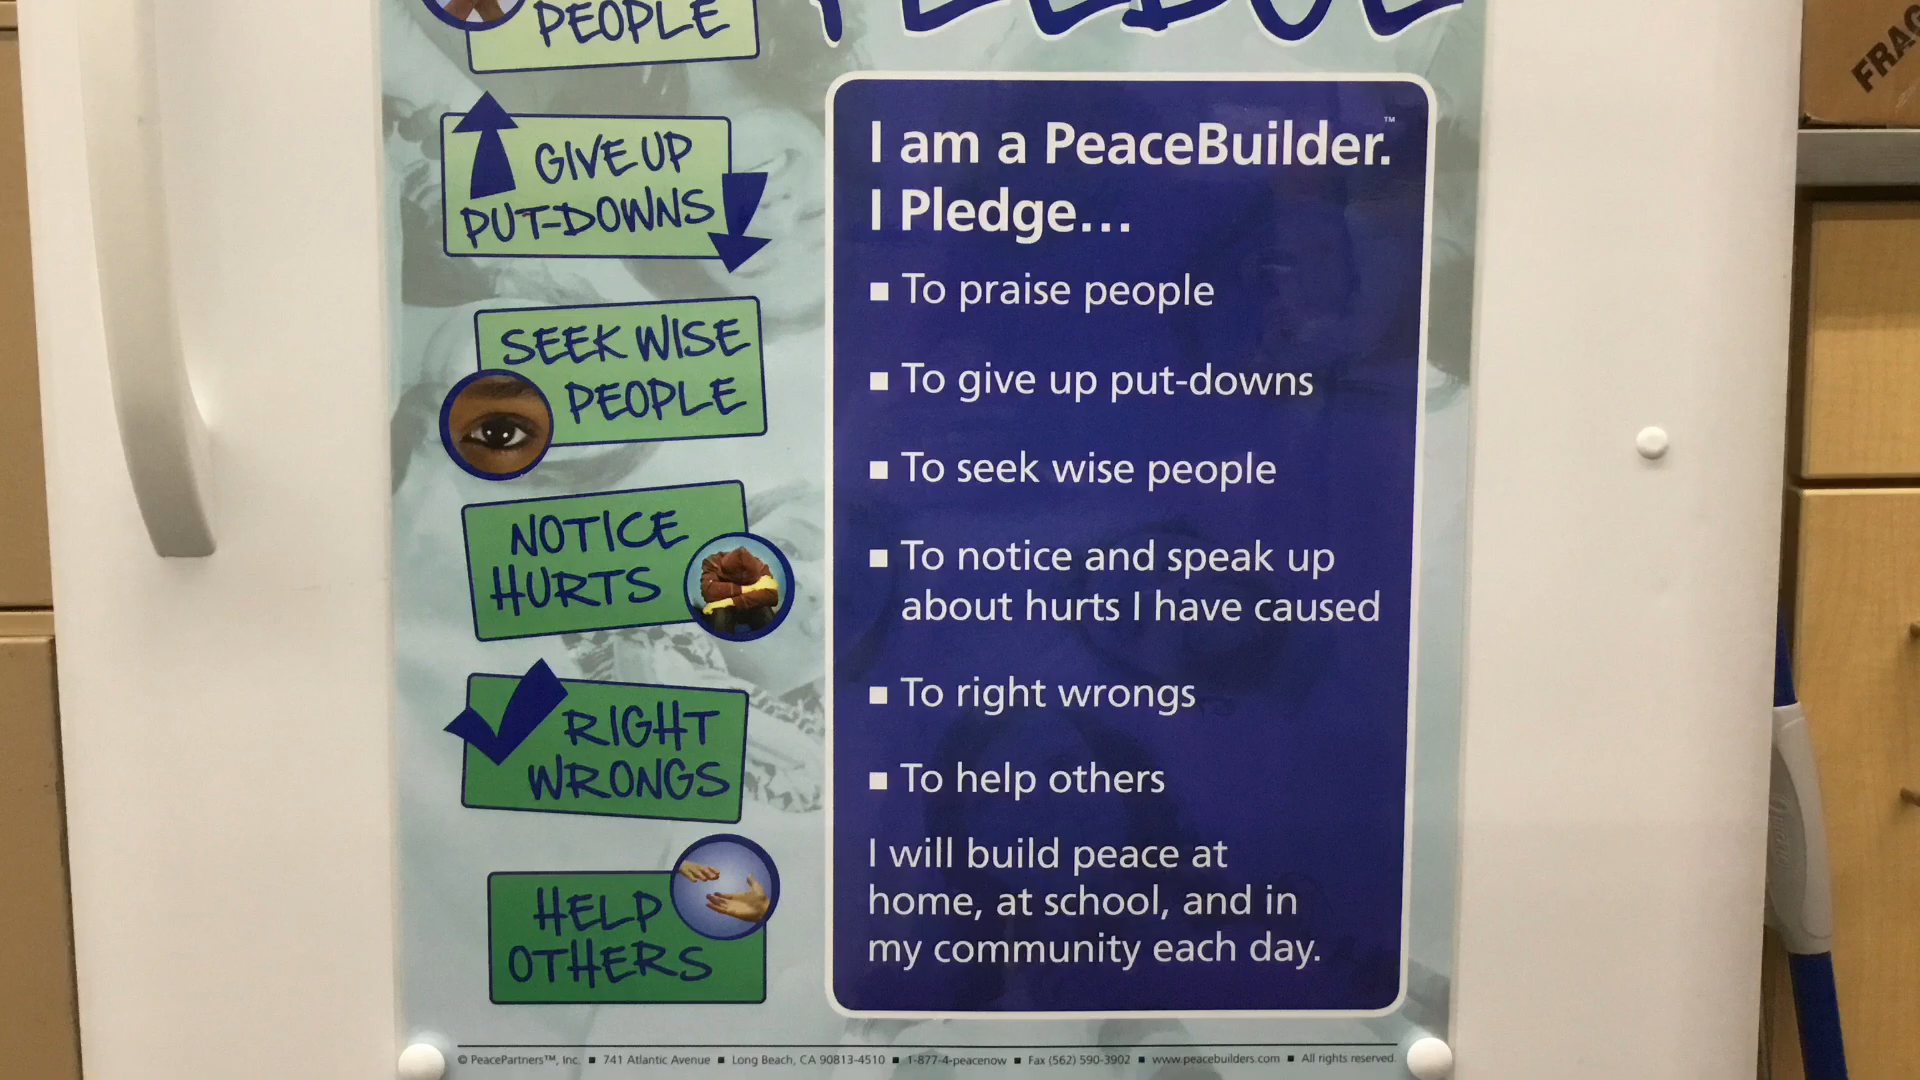 PEOPLE
PLEDGE
GIVE UP
PUT-DOWNS
SEEK WISE
PEOPLE
NOTICE
HURTS
RIGHT
WRONGS
HELP
OTHERS
I am a PeaceBuilder.™
I Pledge...
▪ To praise people
▪ To give up put-downs
▪ To seek wise people
▪ To notice and speak up
about hurts I have caused
▪ To right wrongs
▪ To help others
I will build peace at
home, at school, and in
my community each day.
© PeacePartners™, Inc. ▪ 741 Atlantic Avenue ▪ Long Beach, CA 90813-4510 ▪ 1-877-4-peacenow ▪ Fax (562) 590-3902 ▪ www.peacebuilders.com ▪ All rights reserved.
FRAG